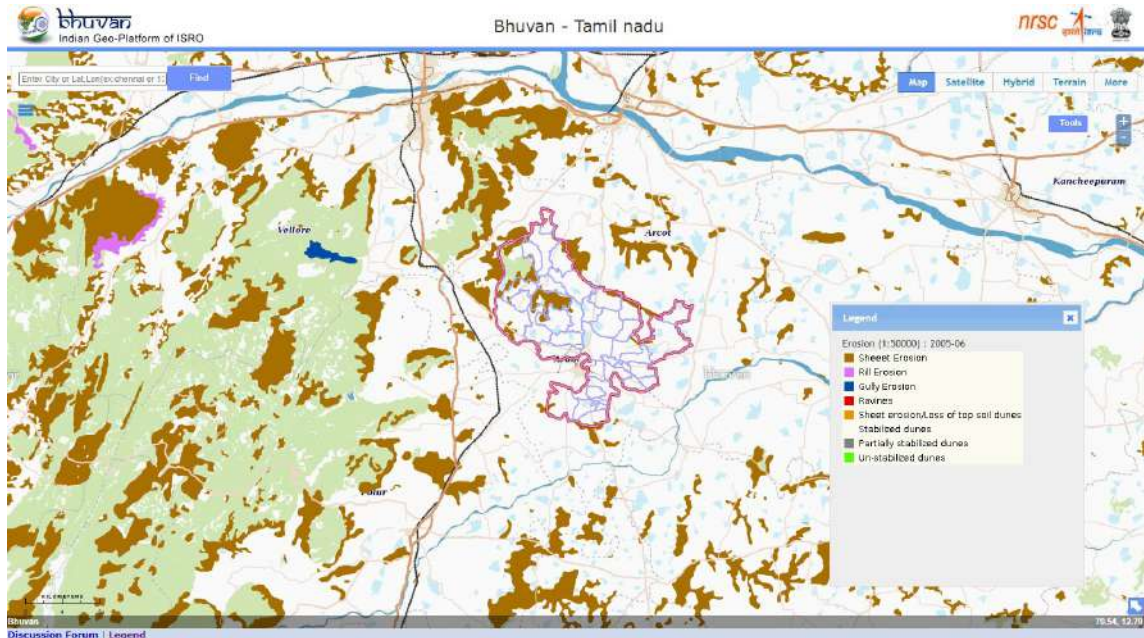 bhuvan
Indian Geo-Platform of ISRO
Bhuvan - Tamil nadu
nrsc
Find
Map Satellite Hybrid Terrain More
Tools
+
-
Kancheepuram
Vellore
Arcot
Legend
x
Erosion (1:50000) : 2005-06
Sheeet Erosion
Rill Erosion
Gully Erosion
Ravines
Sheet erosion/Loss of top soil dunes
Stabilized dunes
Partially stabilized dunes
Un-stabilized dunes
Polur
Bhuvan
Discussion Forum | Legend